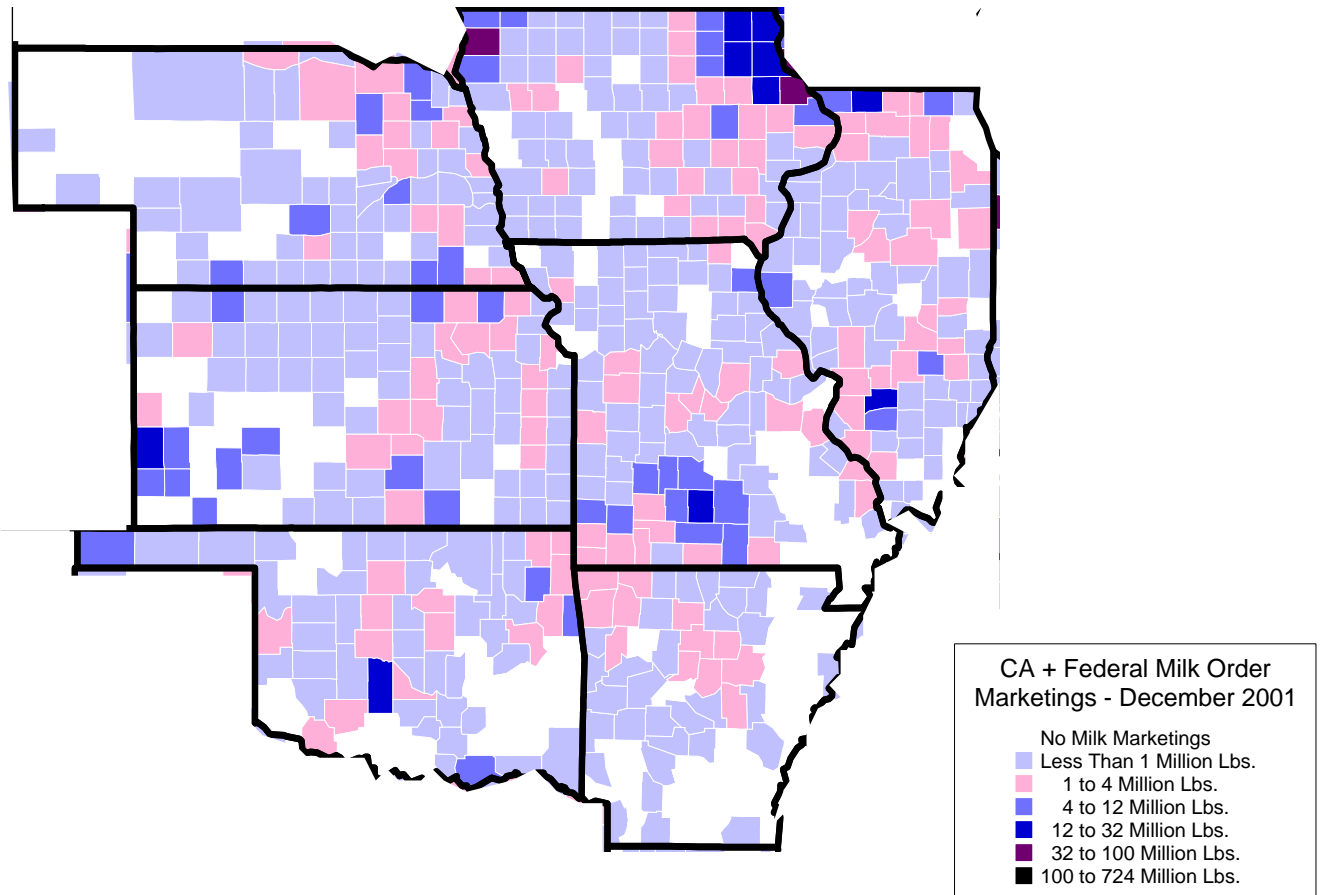 CA + Federal Milk Order
Marketings - December 2001
No Milk Marketings
Less Than 1 Million Lbs.
1 to 4 Million Lbs.
4 to 12 Million Lbs.
12 to 32 Million Lbs.
32 to 100 Million Lbs.
100 to 724 Million Lbs.